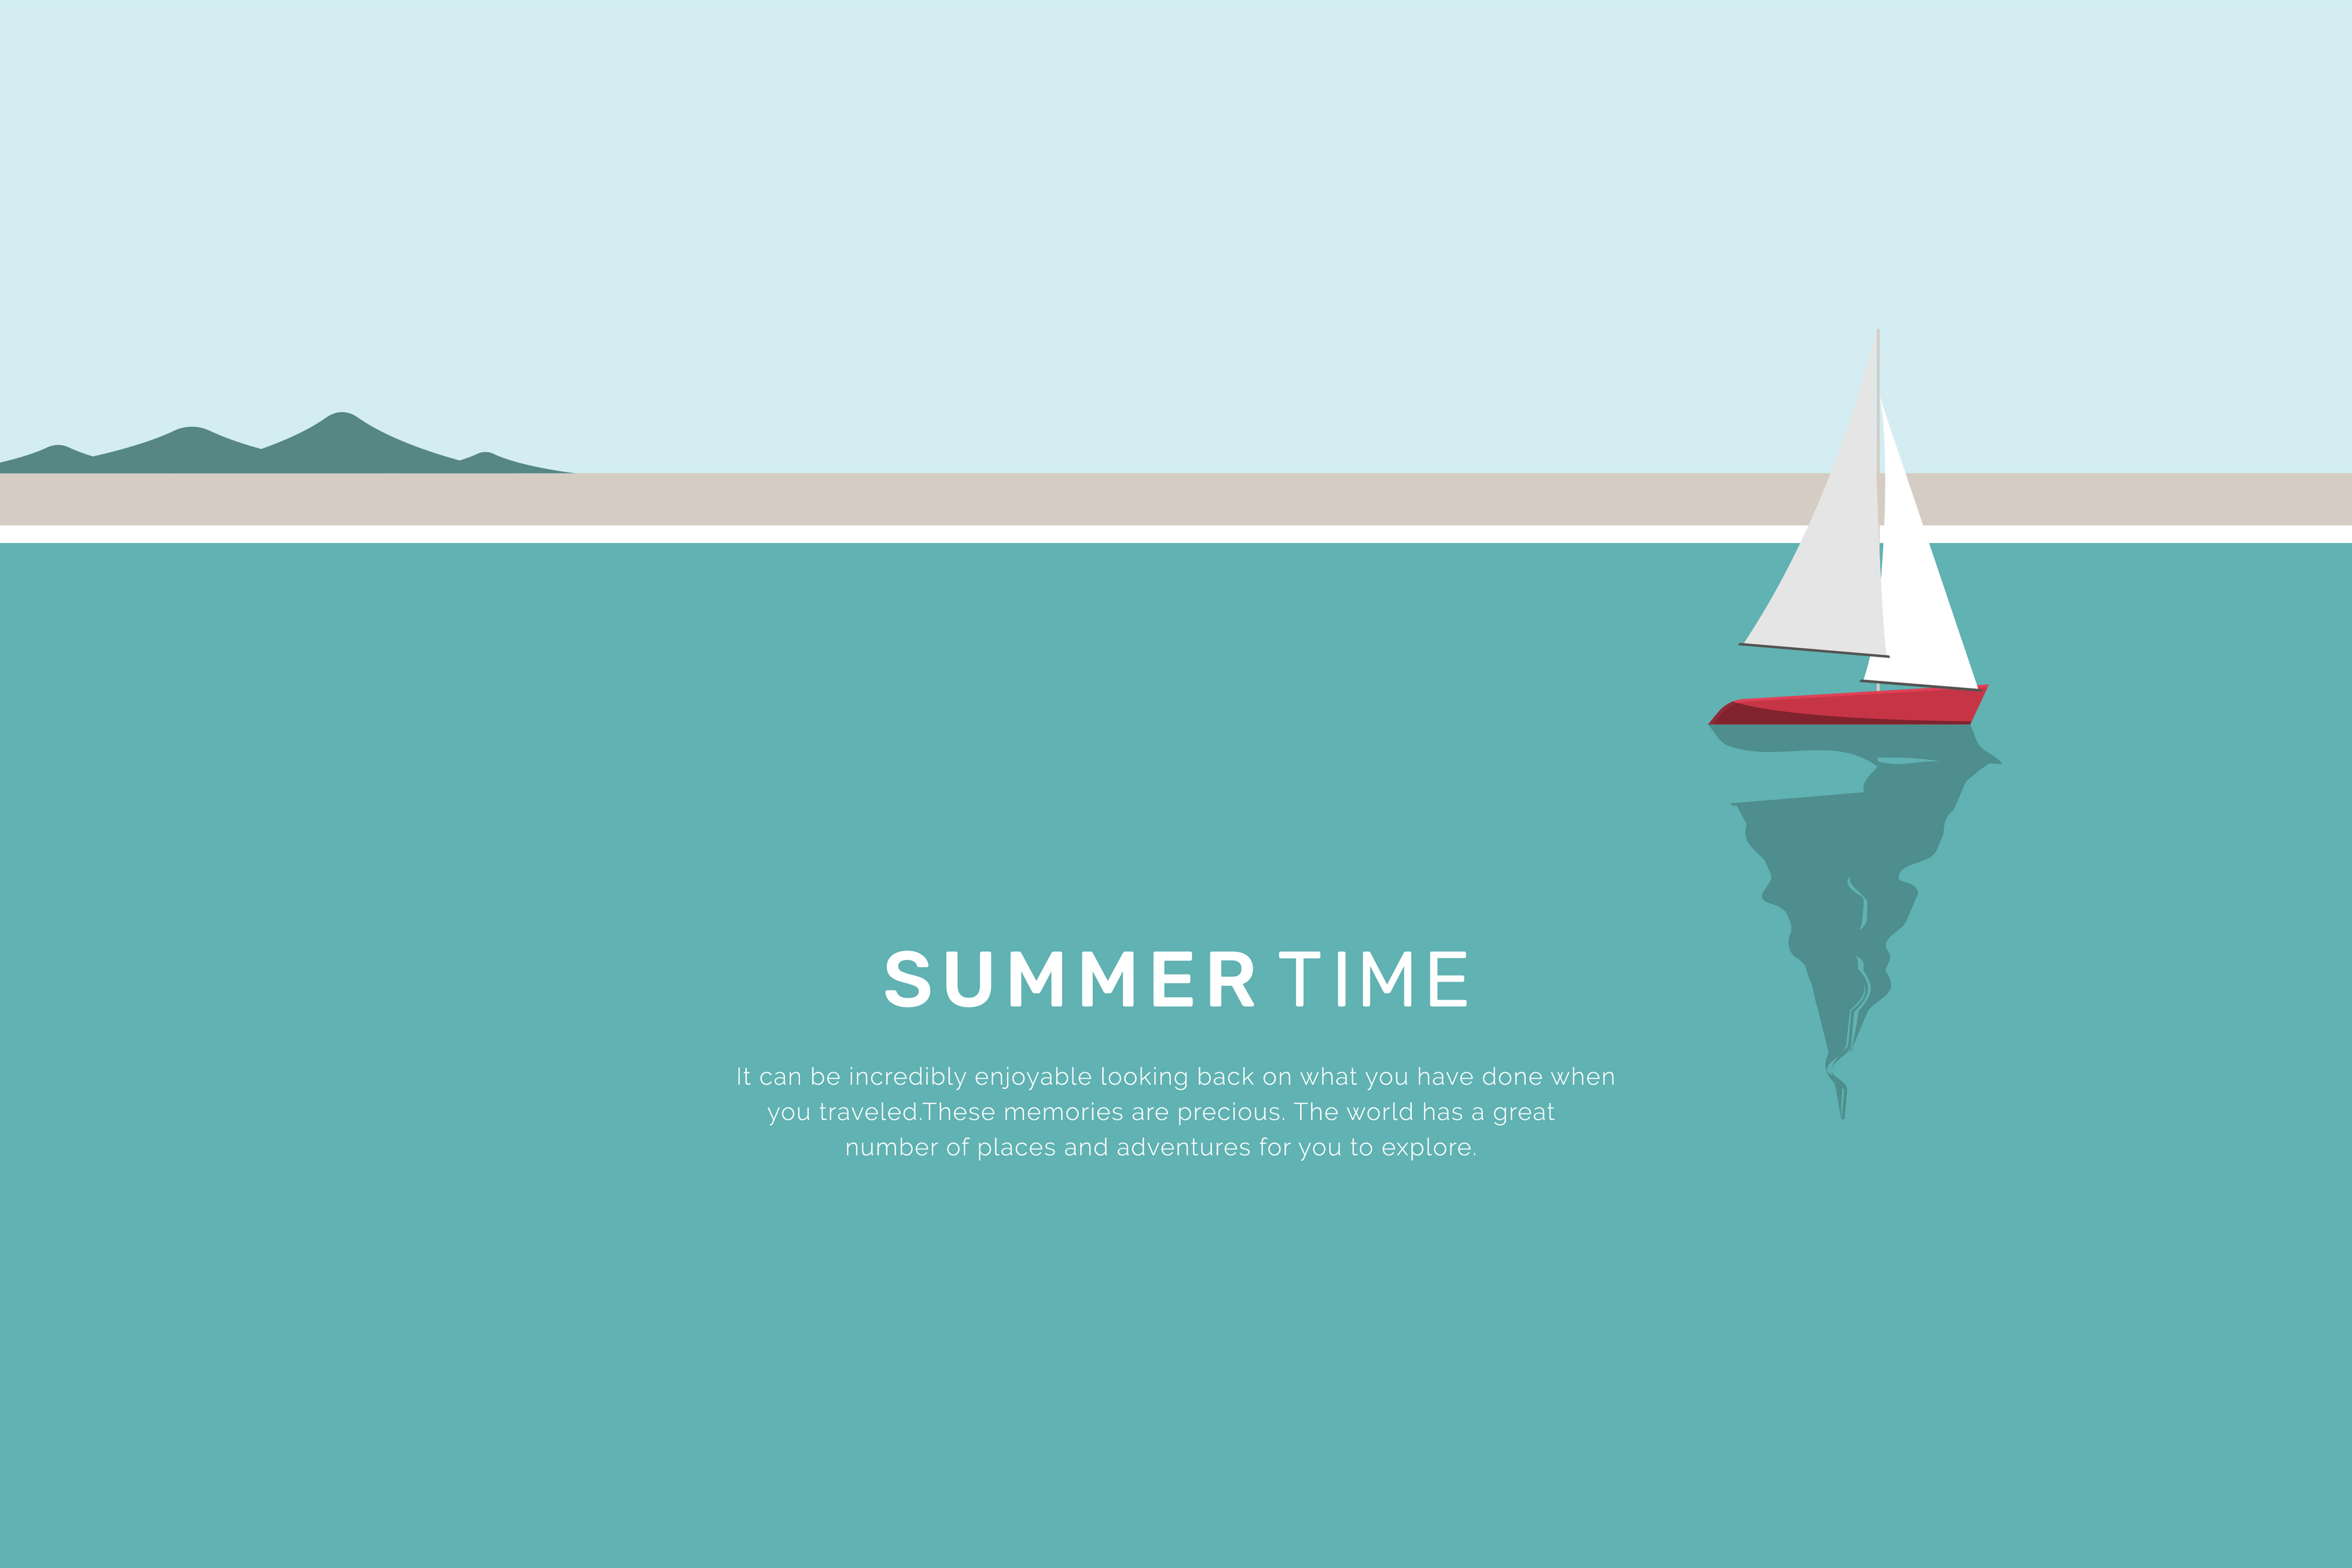 SUMMER TIME
It can be incredibly enjoyable looking back on what you have done when
you traveled.These memories are precious. The world has a great
number of places and adventures for you to explore.